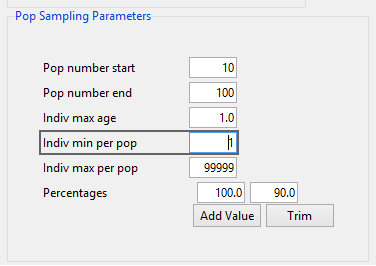 Pop Sampling Parameters
Pop number start 10
Pop number end 100
Indiv max age 1.0
Indiv min per pop 1
Indiv max per pop 99999
Percentages 100.0 90.0
Add Value Trim